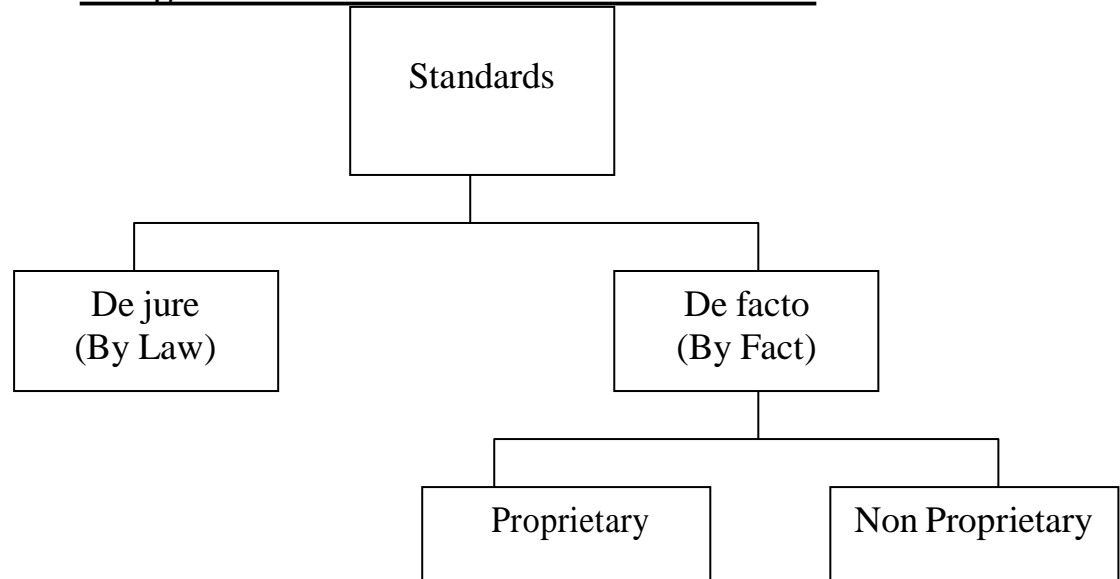 Standards
De jure
(By Law)
De facto
(By Fact)
Proprietary
Non Proprietary